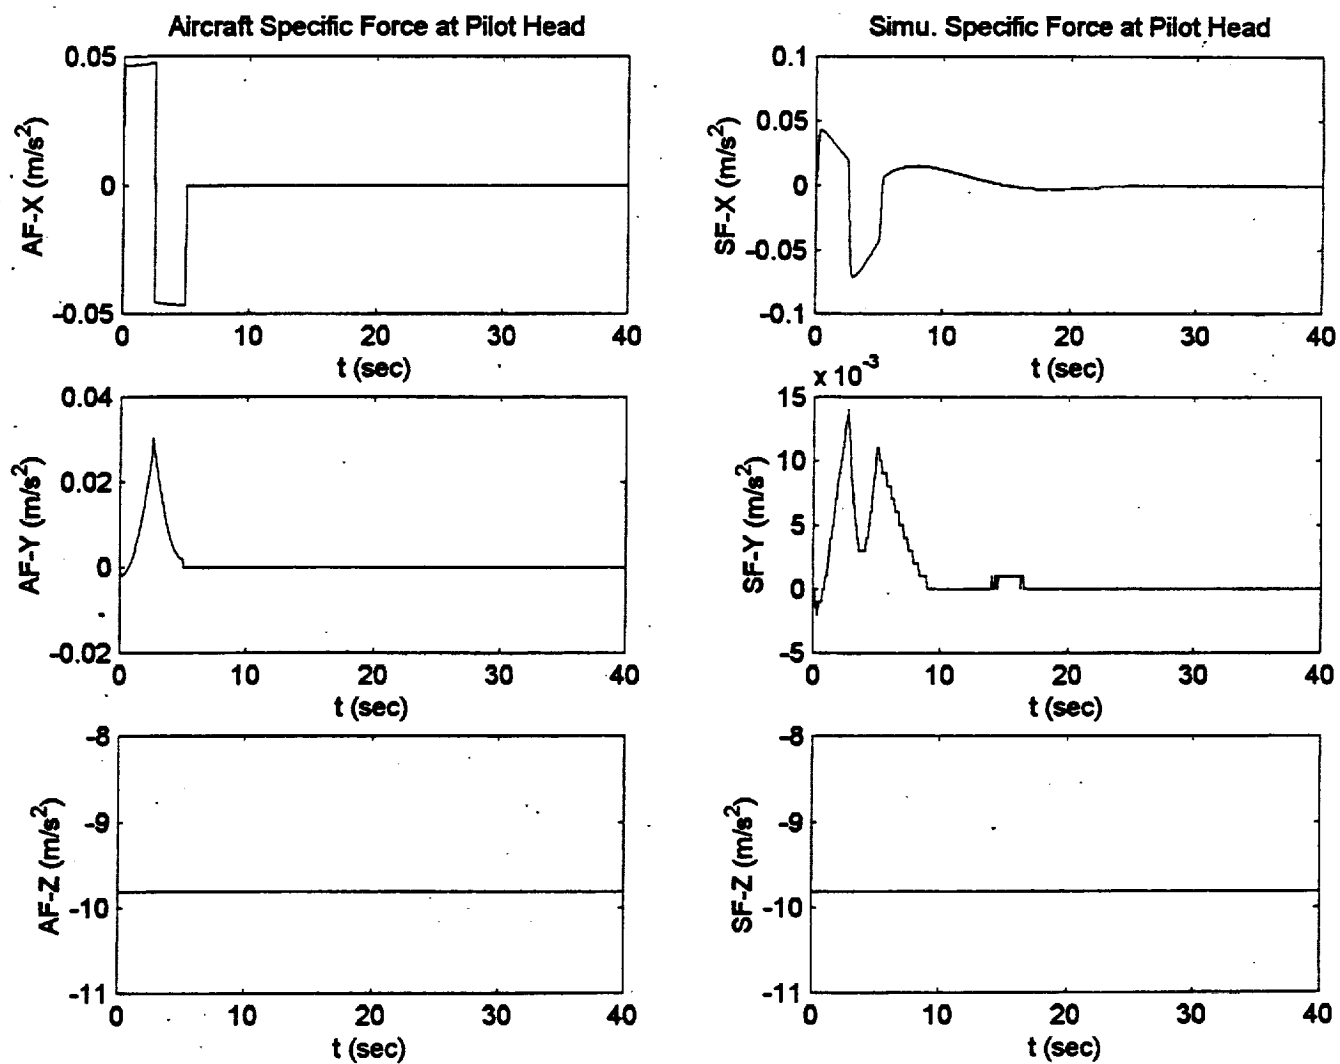 Aircraft Specific Force at Pilot Head
0.05
0
-0.05
AF-X (m/s²)
0 10 20 30 40
t (sec)
Simu. Specific Force at Pilot Head
0.1
0.05
0
-0.05
-0.1
SF-X (m/s²)
0 10 20 30 40
t (sec)
0.04
0.02
0
-0.02
AF-Y (m/s²)
0 10 20 30 40
t (sec)
x 10⁻³
15
10
5
0
-5
SF-Y (m/s²)
0 10 20 30 40
t (sec)
-8
-9
-10
-11
AF-Z (m/s²)
0 10 20 30 40
t (sec)
-8
-9
-10
-11
SF-Z (m/s²)
0 10 20 30 40
t (sec)